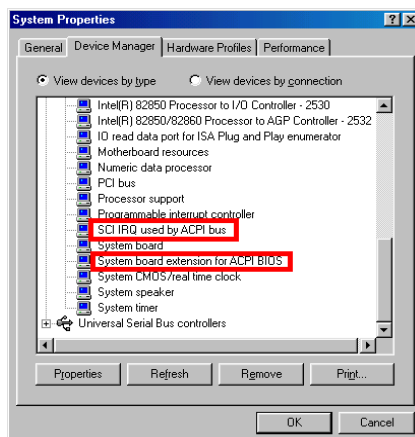 System Properties
General Device Manager Hardware Profiles Performance
View devices by type View devices by connection
Intel(R) 82850 Processor to I/O Controller - 2530
Intel(R) 82850/82860 Processor to AGP Controller - 2532
IO read data port for ISA Plug and Play enumerator
Motherboard resources
Numeric data processor
PCI bus
Processor support
Programmable interrupt controller
SCI IRQ used by ACPI bus
System board
System board extension for ACPI BIOS
System CMOS/real time clock
System speaker
System timer
Universal Serial Bus controllers
Properties Refresh Remove Print...
OK Cancel